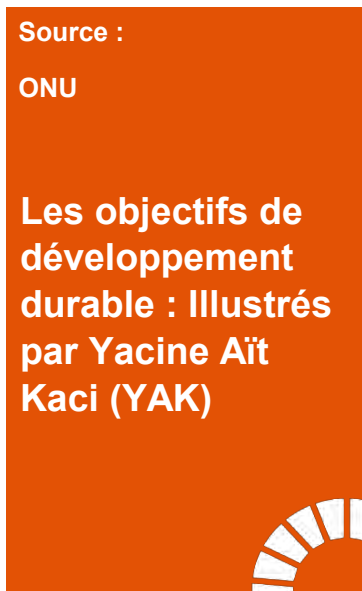 Source :
ONU
Les objectifs de
développement
durable : Illustrés
par Yacine Aït
Kaci (YAK)